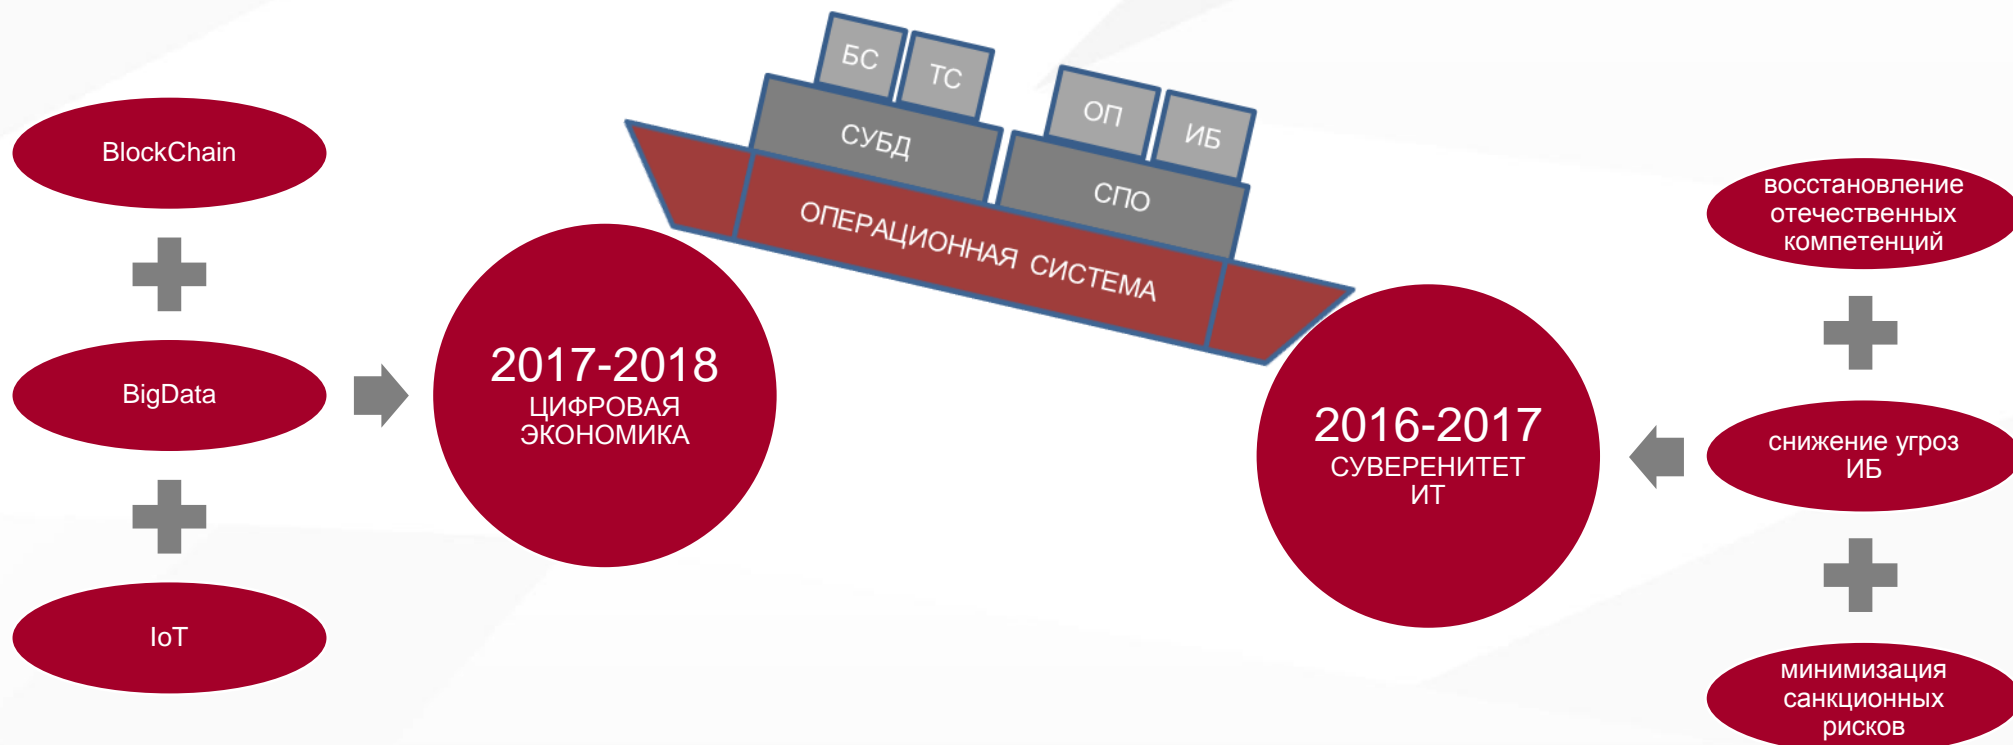 BlockChain
BigData
IoT
2017-2018
ЦИФРОВАЯ
ЭКОНОМИКА
БС
ТС
ОП
ИБ
СУБД
СПО
ОПЕРАЦИОННАЯ СИСТЕМА
2016-2017
СУВЕРЕНИТЕТ
ИТ
восстановление
отечественных
компетенций
снижение угроз
ИБ
минимизация
санкционных
рисков